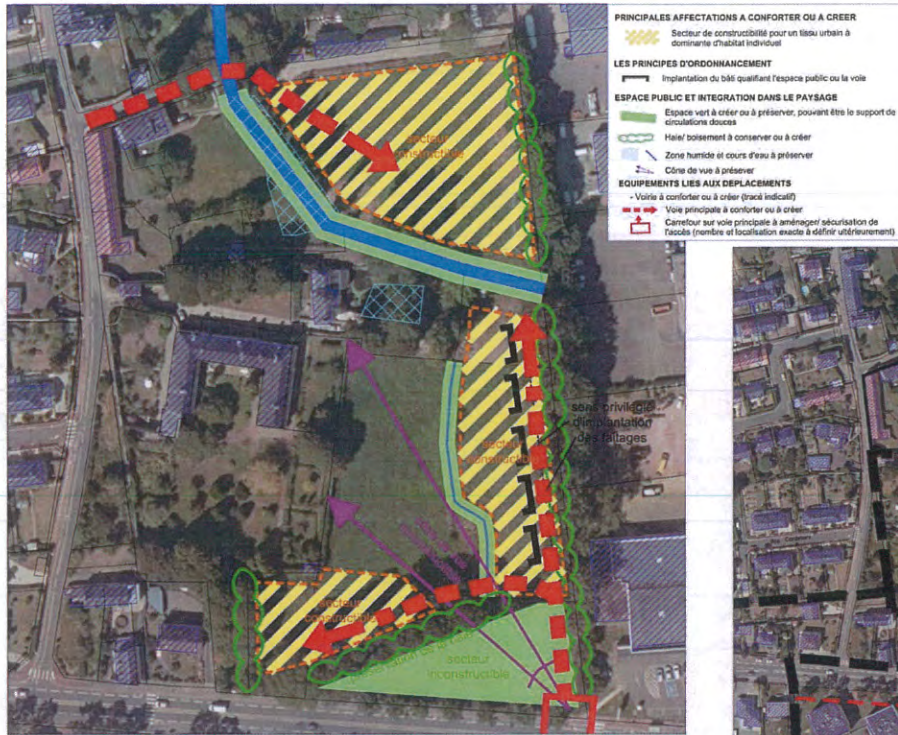 PRINCIPALES AFFECTATIONS A CONFORTER OU A CREER
Secteur de constructibilité pour un tissu urbain à
dominante d'habitat individuel
LES PRINCIPES D'ORDONNANCEMENT
Implantation du bâti qualifiant l'espace public ou la voie
ESPACE PUBLIC ET INTEGRATION DANS LE PAYSAGE
Espace vert à créer ou à préserver, pouvant être le support de
circulations douces
Haie/ boisement à conserver ou à créer
Zone humide et cours d'eau à préserver
Cône de vue à préserver
EQUIPEMENTS LIES AUX DEPLACEMENTS
- Voirie à conforter ou à créer (tracé indicatif)
Voie principale à conforter ou à créer
Carrefour sur voie principale à aménager/ sécurisation de
l'accès (nombre et localisation exacte à définir ultérieurement)
secteur
constructible
sens privilégié
d'implantation
des faîtages
secteur
constructible
secteur
constructible
secteur
inconstructible